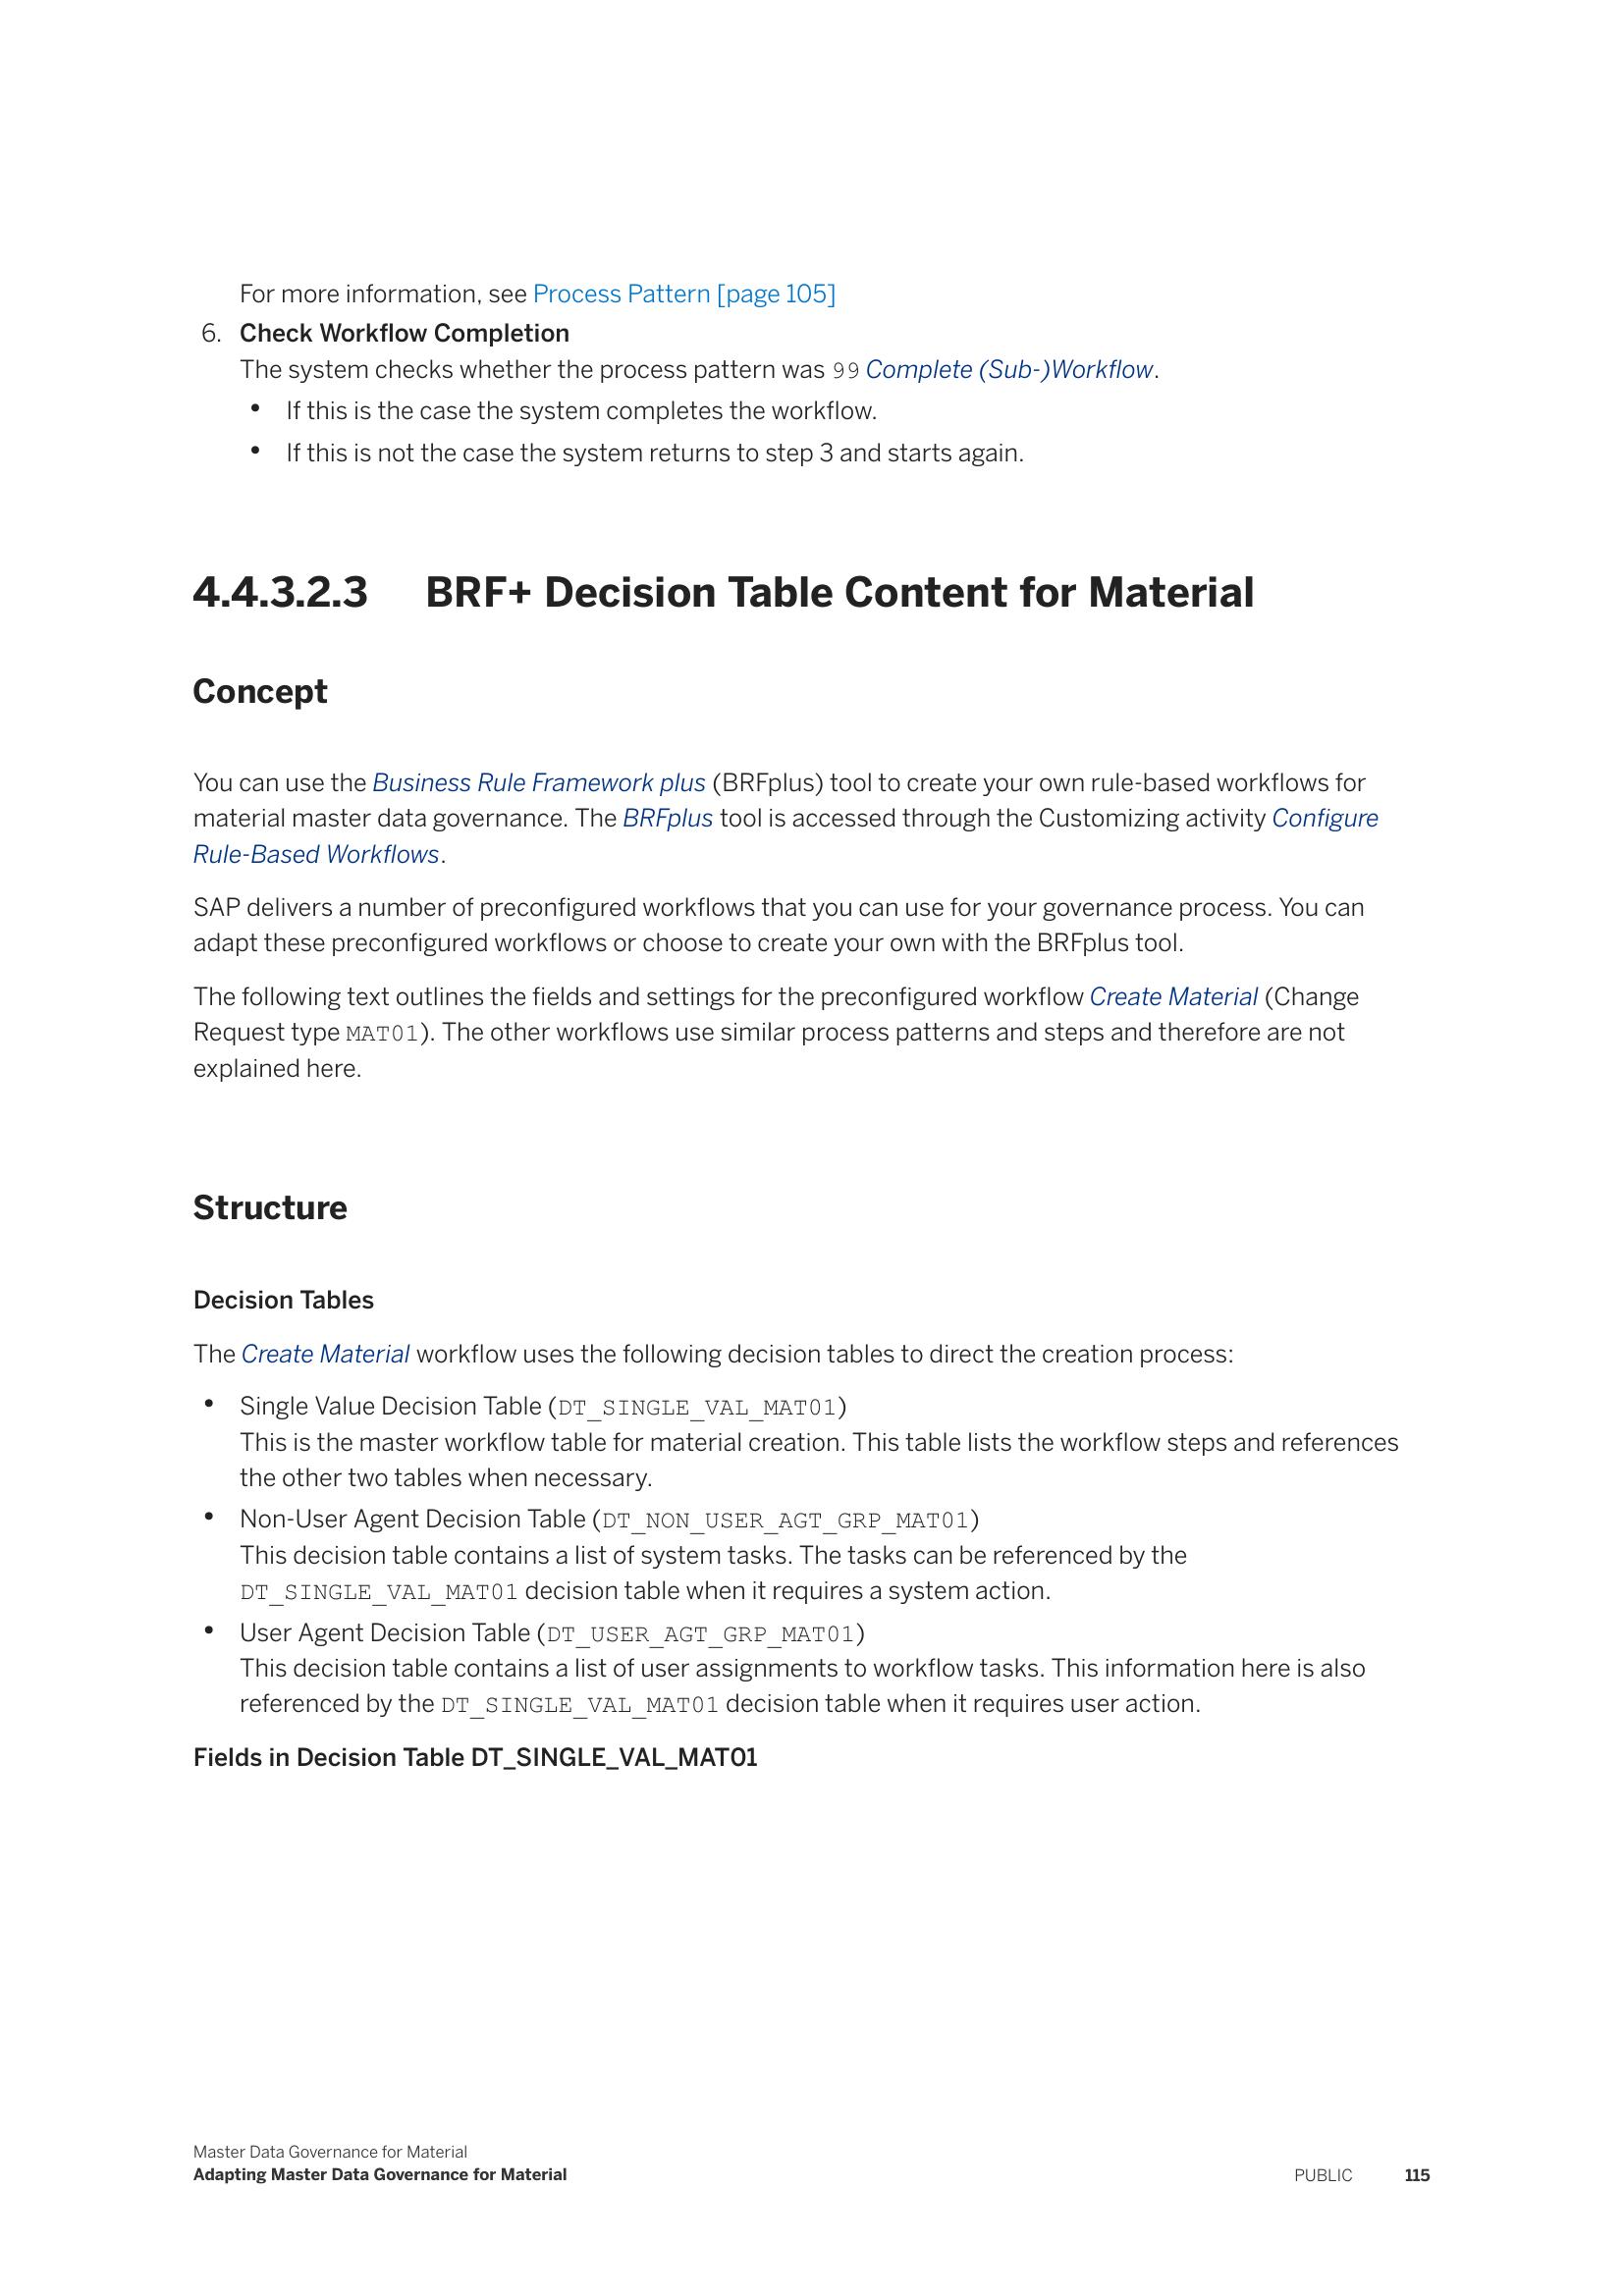 For more information, see Process Pattern [page 105]
6. Check Workflow Completion
The system checks whether the process pattern was 99 Complete (Sub-)Workflow.
• If this is the case the system completes the workflow.
• If this is not the case the system returns to step 3 and starts again.
4.4.3.2.3 BRF+ Decision Table Content for Material
Concept
You can use the Business Rule Framework plus (BRFplus) tool to create your own rule-based workflows for
material master data governance. The BRFplus tool is accessed through the Customizing activity Configure
Rule-Based Workflows.
SAP delivers a number of preconfigured workflows that you can use for your governance process. You can
adapt these preconfigured workflows or choose to create your own with the BRFplus tool.
The following text outlines the fields and settings for the preconfigured workflow Create Material (Change
Request type MAT01). The other workflows use similar process patterns and steps and therefore are not
explained here.
Structure
Decision Tables
The Create Material workflow uses the following decision tables to direct the creation process:
• Single Value Decision Table (DT_SINGLE_VAL_MAT01)
This is the master workflow table for material creation. This table lists the workflow steps and references
the other two tables when necessary.
• Non-User Agent Decision Table (DT_NON_USER_AGT_GRP_MAT01)
This decision table contains a list of system tasks. The tasks can be referenced by the
DT_SINGLE_VAL_MAT01 decision table when it requires a system action.
• User Agent Decision Table (DT_USER_AGT_GRP_MAT01)
This decision table contains a list of user assignments to workflow tasks. This information here is also
referenced by the DT_SINGLE_VAL_MAT01 decision table when it requires user action.
Fields in Decision Table DT_SINGLE_VAL_MAT01
Master Data Governance for Material
Adapting Master Data Governance for Material
PUBLIC 115